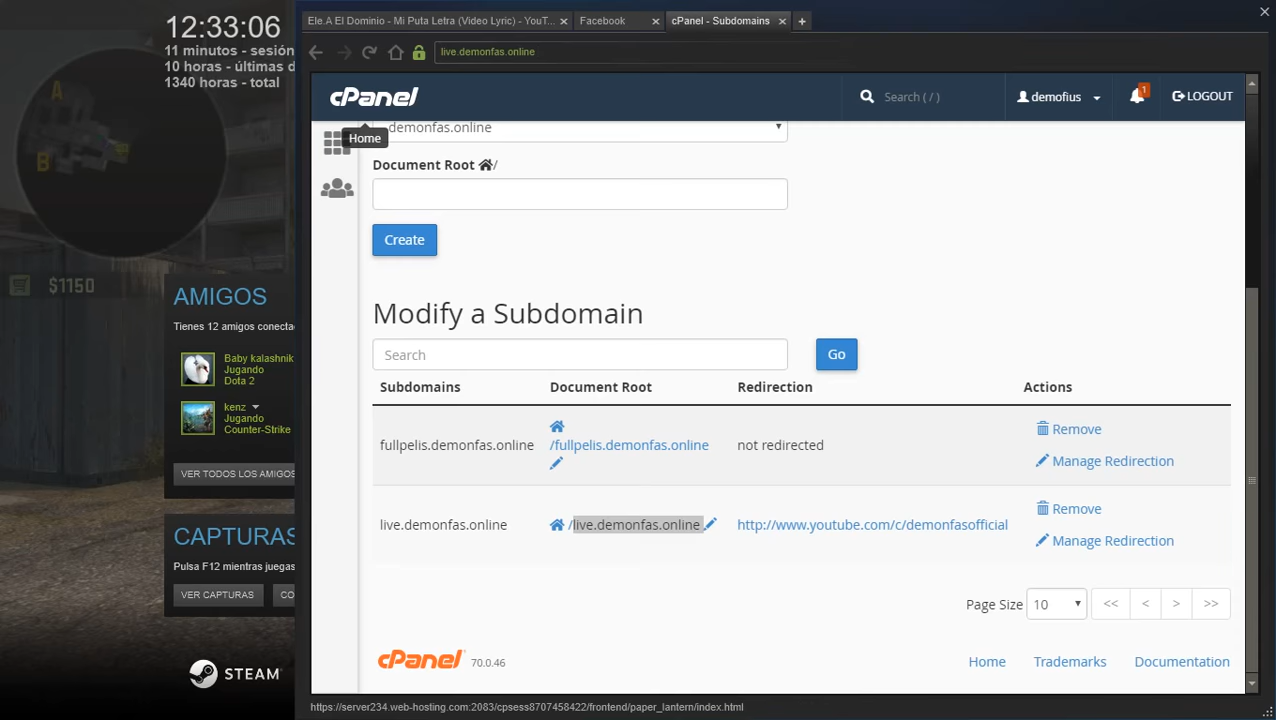 12:33:06
11 minutos - sesión
10 horas - últimas d
1340 horas - total
A
B
$1150
AMIGOS
Tienes 12 amigos conecta
Baby kalashnik
Jugando
Dota 2
kenz
Jugando
Counter-Strike
VER TODOS LOS AMIGOS
CAPTURAS
Pulsa F12 mientras juegas
VER CAPTURAS
CO
STEAM
Ele.A El Dominio - Mi Puta Letra (Video Lyric) - YouT...
Facebook
cPanel - Subdomains
live.demonfas.online
cPanel
Search ( / )
demofius
1
LOGOUT
Home
demonfas.online
Document Root /
Create
Modify a Subdomain
Search
Go
Subdomains Document Root Redirection Actions
fullpelis.demonfas.online
/fullpelis.demonfas.online
not redirected
Remove
Manage Redirection
live.demonfas.online
/live.demonfas.online
http://www.youtube.com/c/demonfasofficial
Remove
Manage Redirection
Page Size 10 << < > >>
cPanel 70.0.46
Home Trademarks Documentation
https://server234.web-hosting.com:2083/cpsess8707458422/frontend/paper_lantern/index.html